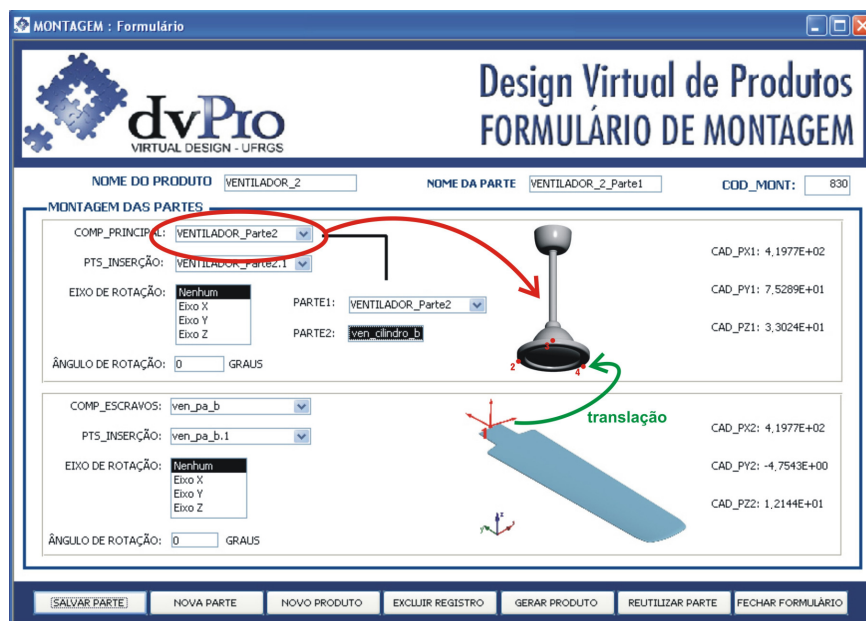 MONTAGEM : Formulário
dvPro
VIRTUAL DESIGN - UFRGS
Design Virtual de Produtos
FORMULÁRIO DE MONTAGEM
NOME DO PRODUTO VENTILADOR_2 NOME DA PARTE VENTILADOR_2_Parte1 COD_MONT: 830
MONTAGEM DAS PARTES
COMP_PRINCIPAL: VENTILADOR_Parte2
PTS_INSERÇÃO: VENTILADOR_Parte2.1
EIXO DE ROTAÇÃO: Nenhum
Eixo X
Eixo Y
Eixo Z
PARTE1: VENTILADOR_Parte2
PARTE2: ven_cilindro_b
ÂNGULO DE ROTAÇÃO: 0 GRAUS
2 3 4
CAD_PX1: 4,1977E+02
CAD_PY1: 7,5289E+01
CAD_PZ1: 3,3024E+01
COMP_ESCRAVOS: ven_pa_b
PTS_INSERÇÃO: ven_pa_b.1
EIXO DE ROTAÇÃO: Nenhum
Eixo X
Eixo Y
Eixo Z
ÂNGULO DE ROTAÇÃO: 0 GRAUS
translação
1
CAD_PX2: 4,1977E+02
CAD_PY2: -4,7543E+00
CAD_PZ2: 1,2144E+01
SALVAR PARTE NOVA PARTE NOVO PRODUTO EXCLUIR REGISTRO GERAR PRODUTO REUTILIZAR PARTE FECHAR FORMULÁRIO